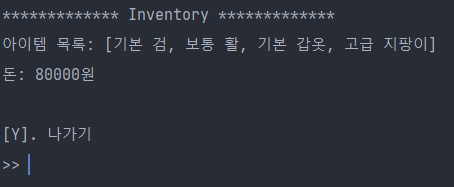 ************* Inventory *************
아이템 목록: [기본 검, 보통 활, 기본 갑옷, 고급 지팡이]
돈: 80000원
[Y]. 나가기
>>